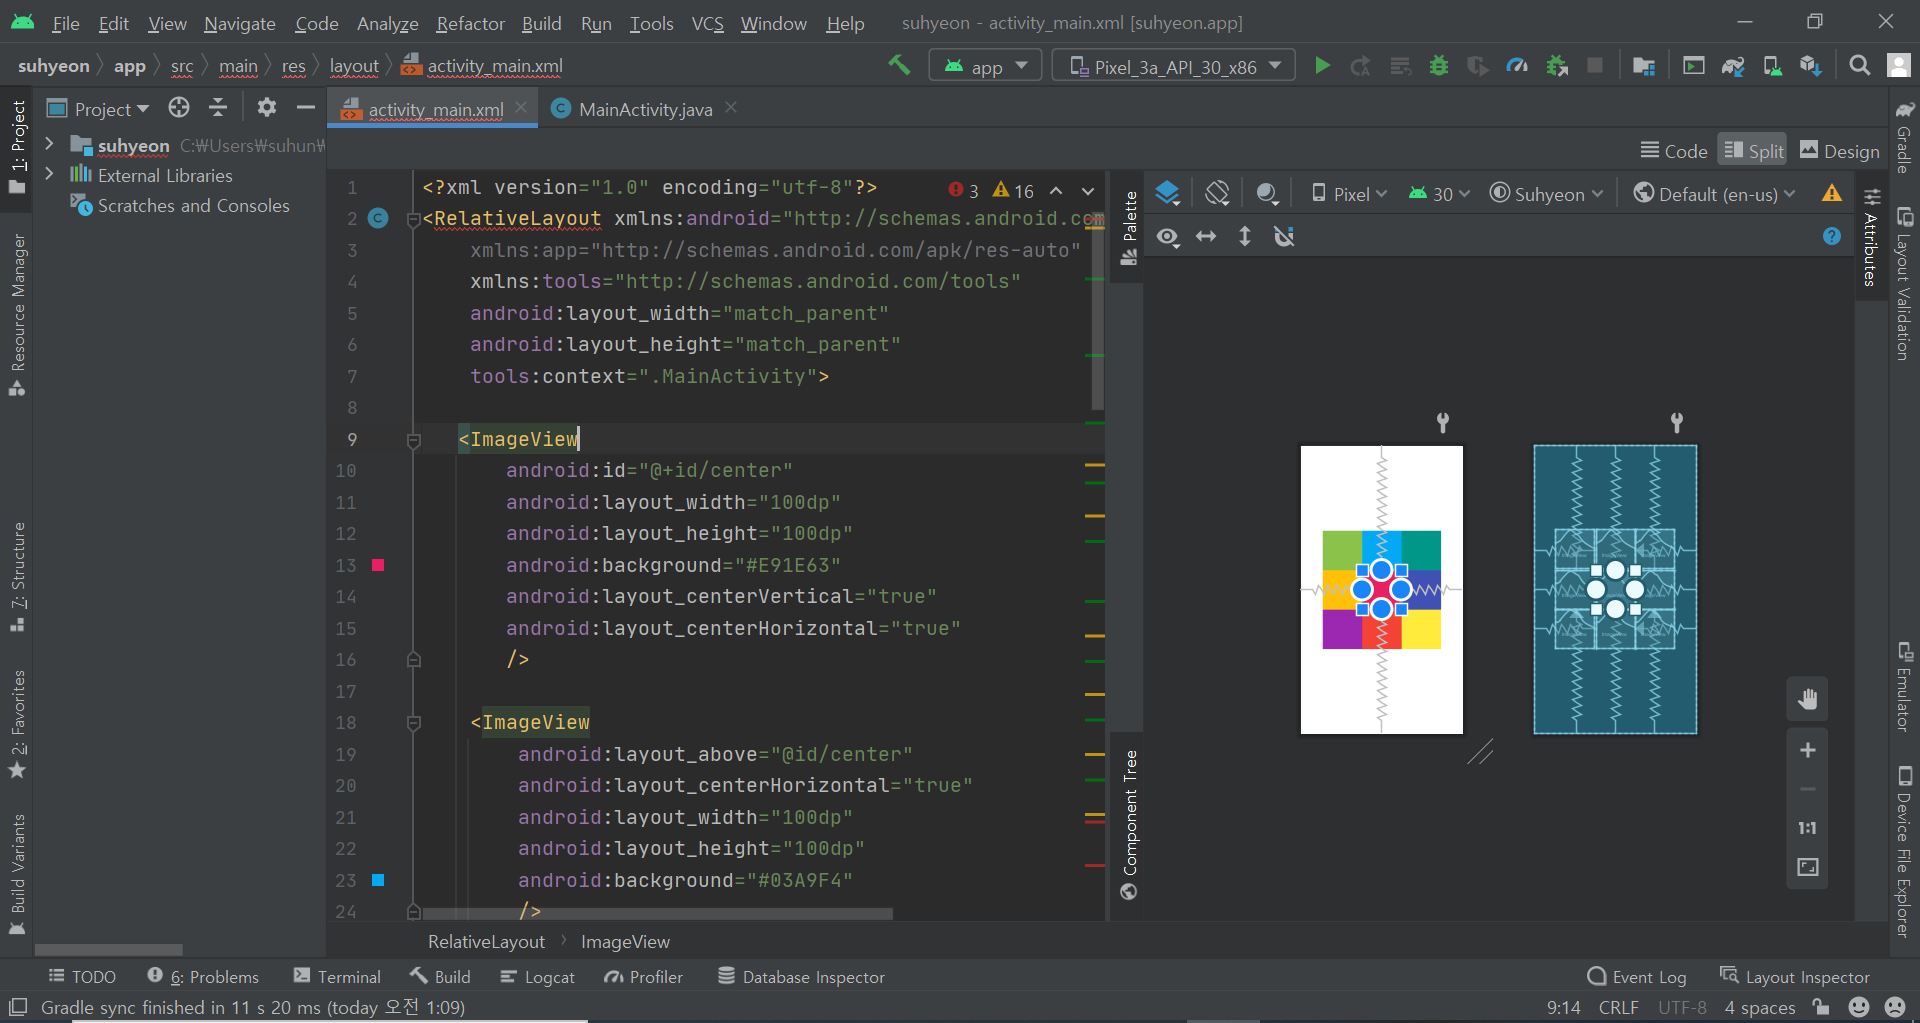 File Edit View Navigate Code Analyze Refactor Build Run Tools VCS Window Help suhyeon - activity_main.xml [suhyeon.app]
suhyeon app src main res layout activity_main.xml app Pixel_3a_API_30_x86
Project activity_main.xml MainActivity.java
Code Split Design
suhyeon C:₩Users₩suhun₩
External Libraries
Scratches and Consoles
1: Project
Resource Manager
7: Structure
2: Favorites
Build Variants
3 16
1 <?xml version="1.0" encoding="utf-8"?>
2 <RelativeLayout xmlns:android="http://schemas.android.com
3 xmlns:app="http://schemas.android.com/apk/res-auto"
4 xmlns:tools="http://schemas.android.com/tools"
5 android:layout_width="match_parent"
6 android:layout_height="match_parent"
7 tools:context=".MainActivity">
8
9 <ImageView
10 android:id="@+id/center"
11 android:layout_width="100dp"
12 android:layout_height="100dp"
13 android:background="#E91E63"
14 android:layout_centerVertical="true"
15 android:layout_centerHorizontal="true"
16 />
17
18 <ImageView
19 android:layout_above="@id/center"
20 android:layout_centerHorizontal="true"
21 android:layout_width="100dp"
22 android:layout_height="100dp"
23 android:background="#03A9F4"
24 />
RelativeLayout ImageView
Palette
Component Tree
Pixel 30 Suhyeon Default (en-us)
1:1
Attributes
Gradle
Layout Validation
Emulator
Device File Explorer
TODO 6: Problems Terminal Build Logcat Profiler Database Inspector Event Log Layout Inspector
Gradle sync finished in 11 s 20 ms (today 오전 1:09) 9:14 CRLF UTF-8 4 spaces